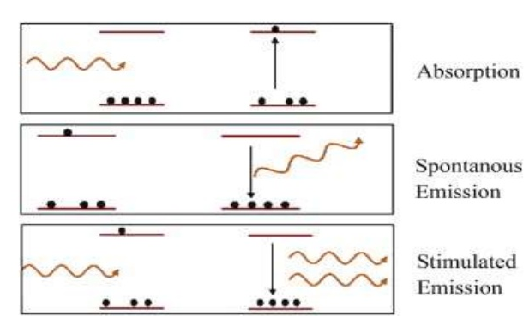 Absorption
Spontanous
Emission
Stimulated
Emission